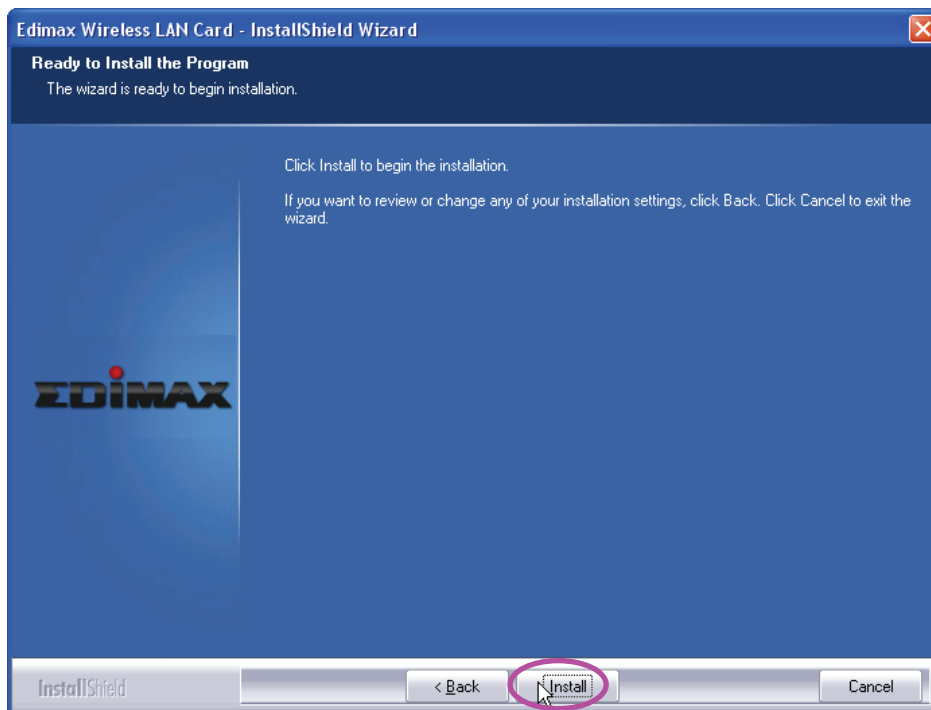 Edimax Wireless LAN Card - InstallShield Wizard
Ready to Install the Program
The wizard is ready to begin installation.
Click Install to begin the installation.
If you want to review or change any of your installation settings, click Back. Click Cancel to exit the
wizard.
EDIMAX
InstallShield
< Back
Install
Cancel